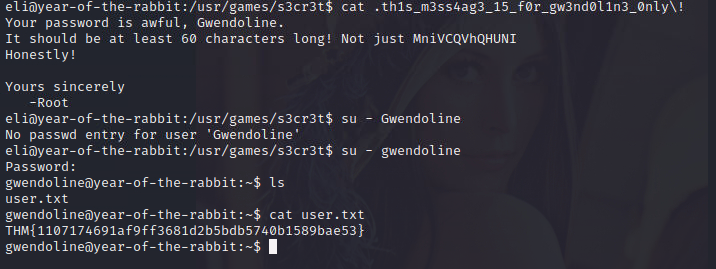 eli@year-of-the-rabbit:/usr/games/s3cr3t$ cat .th1s_m3ss4ag3_15_f0r_gw3nd0l1n3_0nly\!
Your password is awful, Gwendoline.
It should be at least 60 characters long! Not just MniVCQVhQHUNI
Honestly!
Yours sincerely
-Root
eli@year-of-the-rabbit:/usr/games/s3cr3t$ su - Gwendoline
No passwd entry for user 'Gwendoline'
eli@year-of-the-rabbit:/usr/games/s3cr3t$ su - gwendoline
Password:
gwendoline@year-of-the-rabbit:~$ ls
user.txt
gwendoline@year-of-the-rabbit:~$ cat user.txt
THM{1107174691af9ff3681d2b5bdb5740b1589bae53}
gwendoline@year-of-the-rabbit:~$